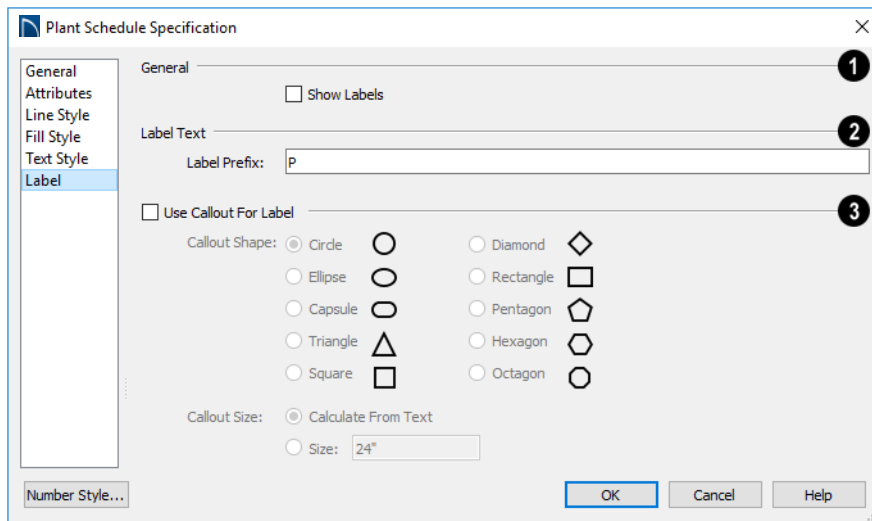 Plant Schedule Specification
General
Attributes
Line Style
Fill Style
Text Style
Label
General
1
Show Labels
Label Text
2
Label Prefix: P
Use Callout For Label
3
Callout Shape: Circle Diamond
Ellipse Rectangle
Capsule Pentagon
Triangle Hexagon
Square Octagon
Callout Size: Calculate From Text
Size: 24"
Number Style... OK Cancel Help